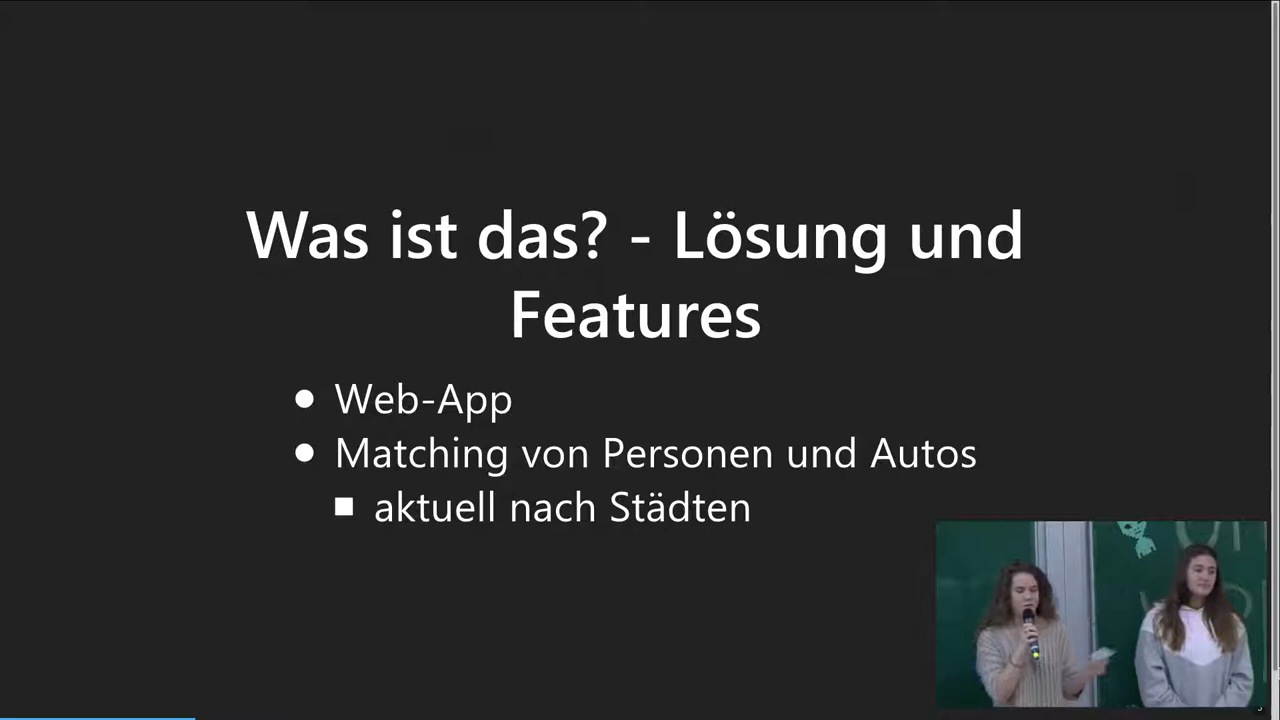 Was ist das? - Lösung und
Features
Web-App
Matching von Personen und Autos
aktuell nach Städten